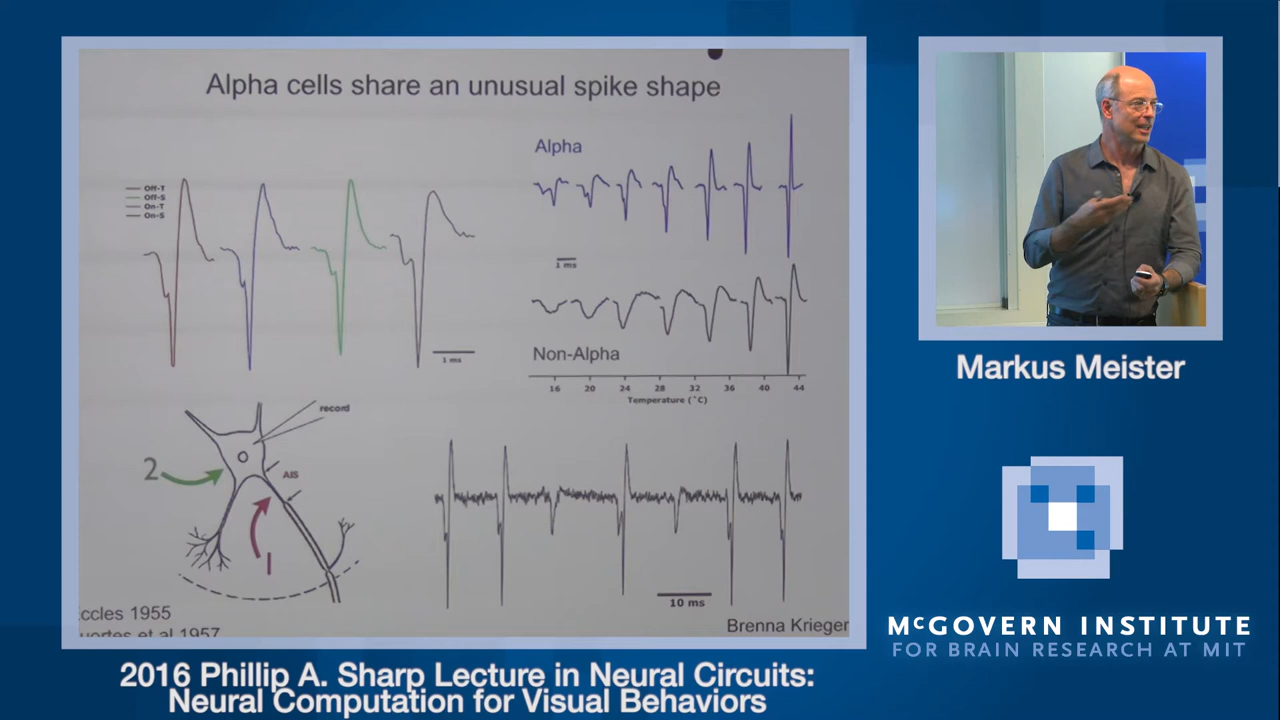 Alpha cells share an unusual spike shape
Off-T
Off-S
On-T
On-S
1 ms
Alpha
1 ms
Non-Alpha
16 20 24 28 32 36 40 44
Temperature (˚C)
record
2
AIS
1
10 ms
ccles 1955
uortes et al 1957
Brenna Krieger
Markus Meister
McGOVERN INSTITUTE
FOR BRAIN RESEARCH AT MIT
2016 Phillip A. Sharp Lecture in Neural Circuits:
Neural Computation for Visual Behaviors